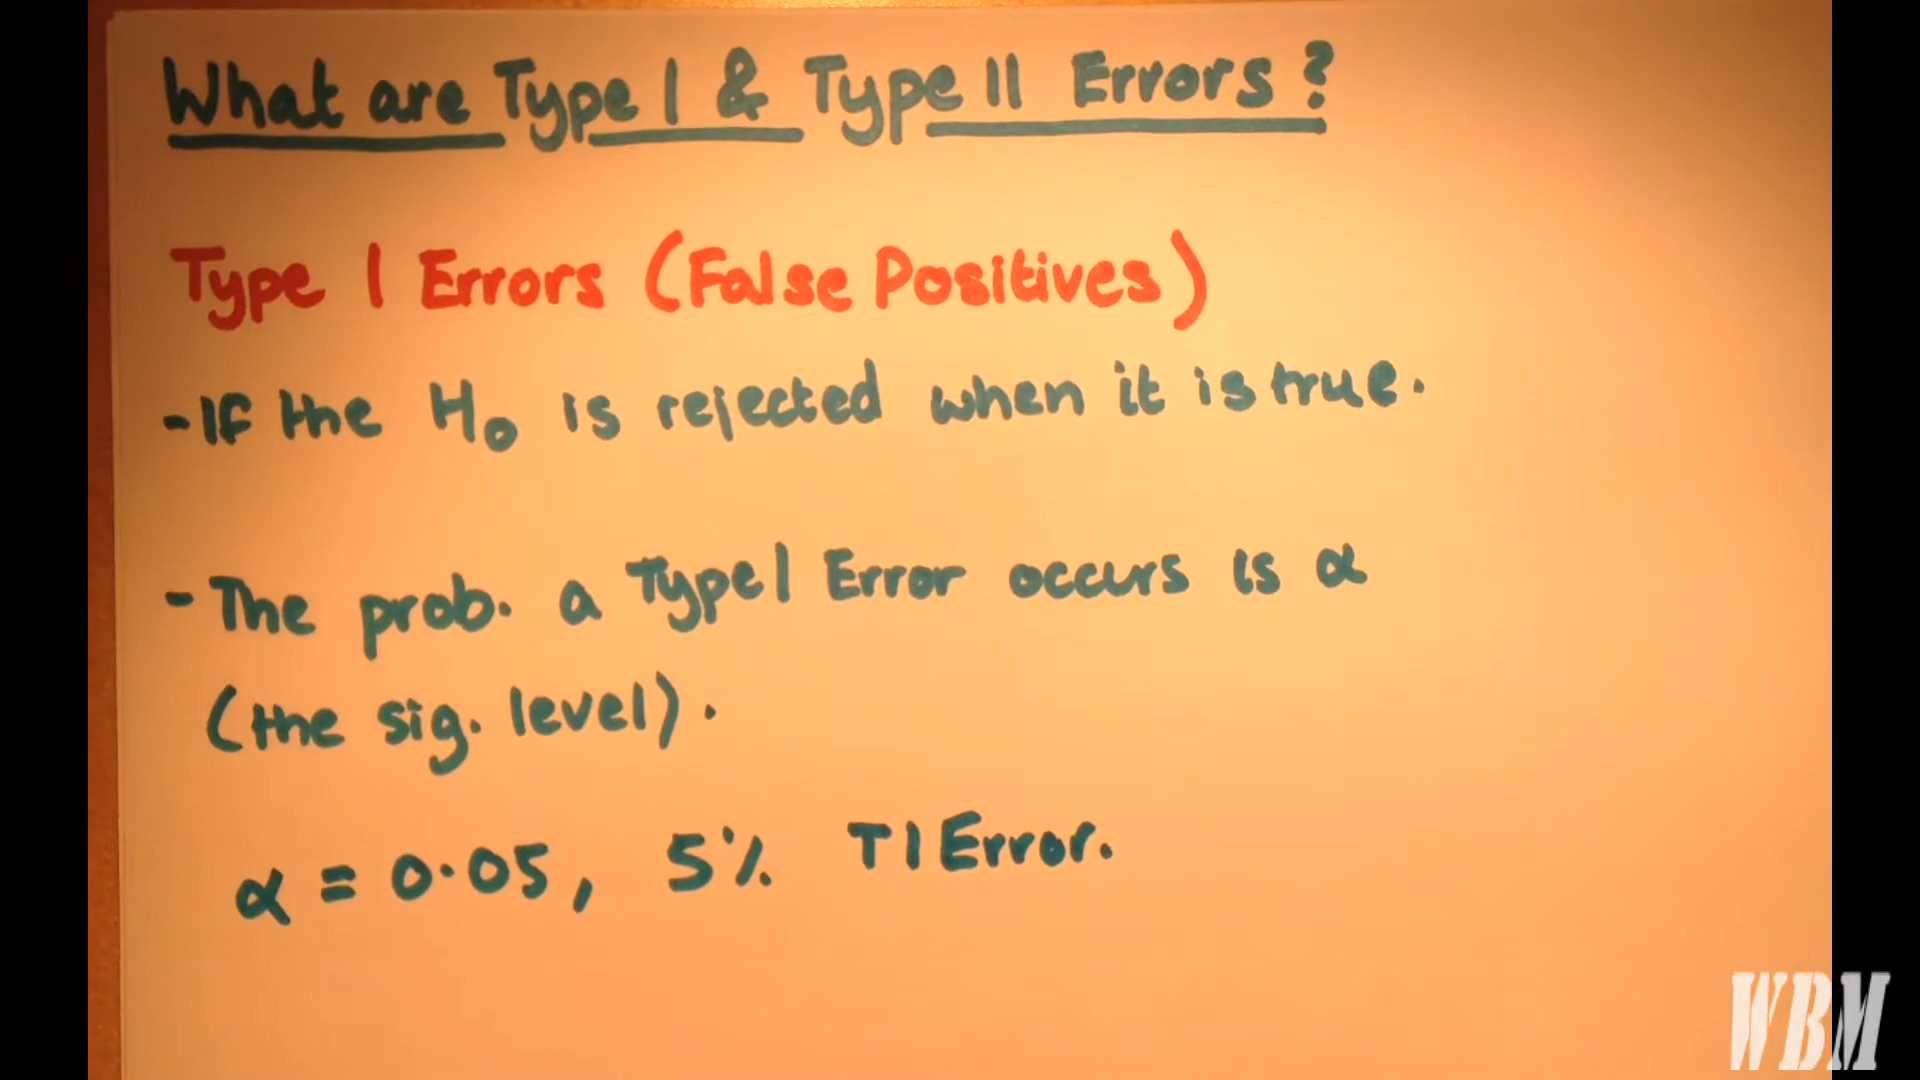 What are Type I & Type II Errors?
Type I Errors (False Positives)
- If the H₀ is rejected when it is true.
- The prob. a Type I Error occurs is α
(the sig. level).
α = 0.05, 5% TI Error.
WBM